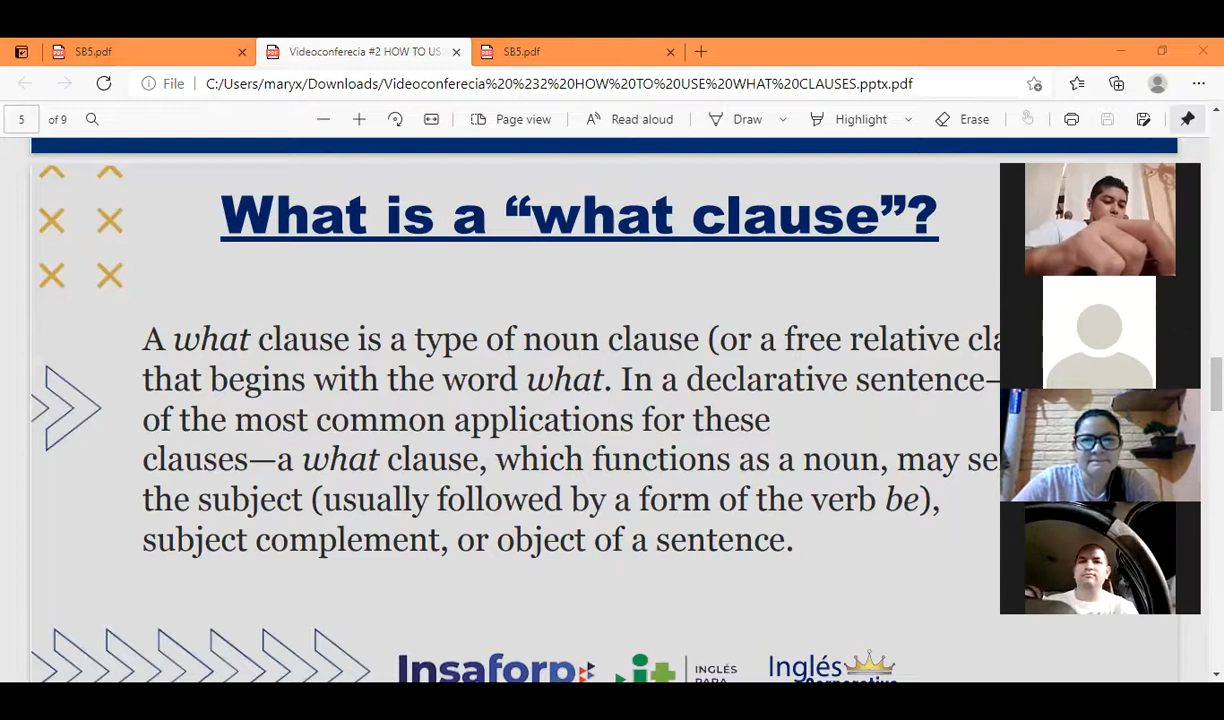 SB5.pdf
Videoconferecia #2 HOW TO US
SB5.pdf
File C:/Users/maryx/Downloads/Videoconferecia%20%232%20HOW%20TO%20USE%20WHAT%20CLAUSES.pptx.pdf
5 of 9 Page view Read aloud Draw Highlight Erase
What is a “what clause”?
A what clause is a type of noun clause (or a free relative cla
that begins with the word what. In a declarative sentence—
of the most common applications for these
clauses—a what clause, which functions as a noun, may se
the subject (usually followed by a form of the verb be),
subject complement, or object of a sentence.
Insaforp it+ INGLÉS Inglés
PARA Corporativo